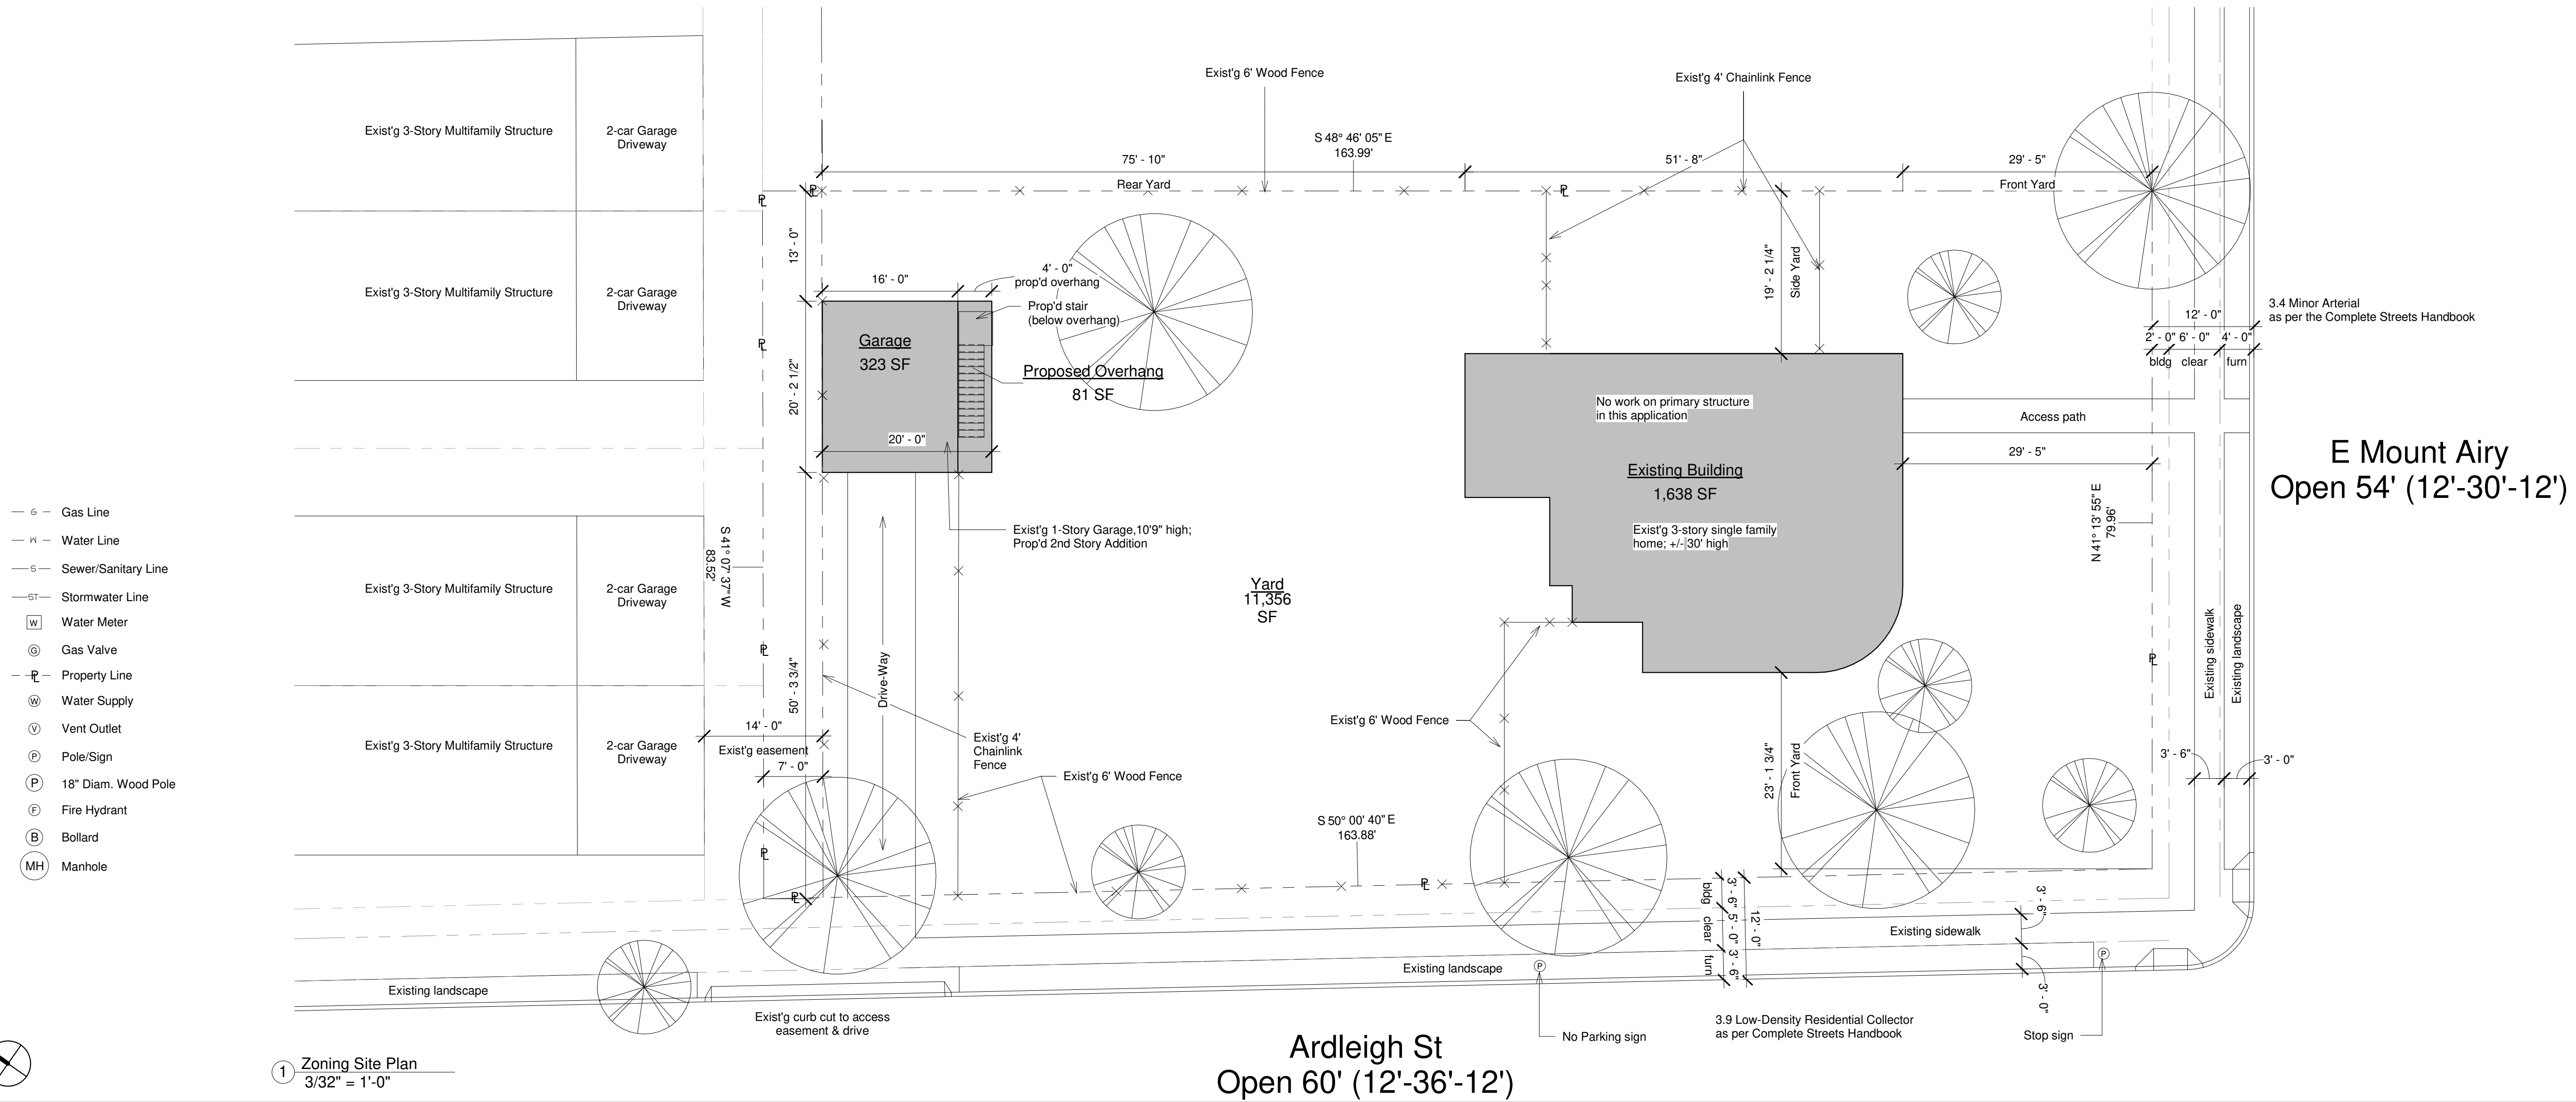 Exist'g 6' Wood Fence
Exist'g 4' Chainlink Fence
Exist'g 3-Story Multifamily Structure
2-car Garage
Driveway
S 48° 46' 05" E
163.99'
75' - 10"
51' - 8"
29' - 5"
Rear Yard
Front Yard
PL
PL
PL
13' - 0"
19' - 2 1/4"
Side Yard
Exist'g 3-Story Multifamily Structure
2-car Garage
Driveway
16' - 0"
4' - 0"
prop'd overhang
Prop'd stair
(below overhang)
3.4 Minor Arterial
as per the Complete Streets Handbook
12' - 0"
2' - 0"
6' - 0"
4' - 0"
bldg
clear
furn
PL
Garage
323 SF
20' - 2 1/2"
Proposed Overhang
81 SF
20' - 0"
No work on primary structure
in this application
Access path
29' - 5"
E Mount Airy
Open 54' (12'-30'-12')
Existing Building
1,638 SF
Exist'g 3-story single family
home; +/- 30' high
N 41° 13' 55" E
79.96'
Exist'g 1-Story Garage,10'9" high;
Prop'd 2nd Story Addition
S 41° 07' 37" W
83.52'
G
Gas Line
W
Water Line
S
Sewer/Sanitary Line
ST
Stormwater Line
W
Water Meter
G
Gas Valve
PL
Property Line
W
Water Supply
V
Vent Outlet
P
Pole/Sign
P
18" Diam. Wood Pole
F
Fire Hydrant
B
Bollard
MH
Manhole
Exist'g 3-Story Multifamily Structure
2-car Garage
Driveway
Yard
11,356
SF
PL
PL
Drive-Way
50' - 3 3/4"
Existing sidewalk
Existing landscape
Exist'g 3-Story Multifamily Structure
2-car Garage
Driveway
14' - 0"
Exist'g easement
7' - 0"
Exist'g 4'
Chainlink
Fence
Exist'g 6' Wood Fence
Exist'g 6' Wood Fence
23' - 1 3/4"
Front Yard
3' - 6"
3' - 0"
S 50° 00' 40" E
163.88'
PL
PL
PL
bldg
clear
furn
3' - 6"
5' - 0"
3' - 6"
12' - 0"
3' - 6"
3' - 0"
Existing sidewalk
Existing landscape
P
P
Existing landscape
Exist'g curb cut to access
easement & drive
No Parking sign
3.9 Low-Density Residential Collector
as per Complete Streets Handbook
Stop sign
Ardleigh St
Open 60' (12'-36'-12')
1
Zoning Site Plan
3/32" = 1'-0"